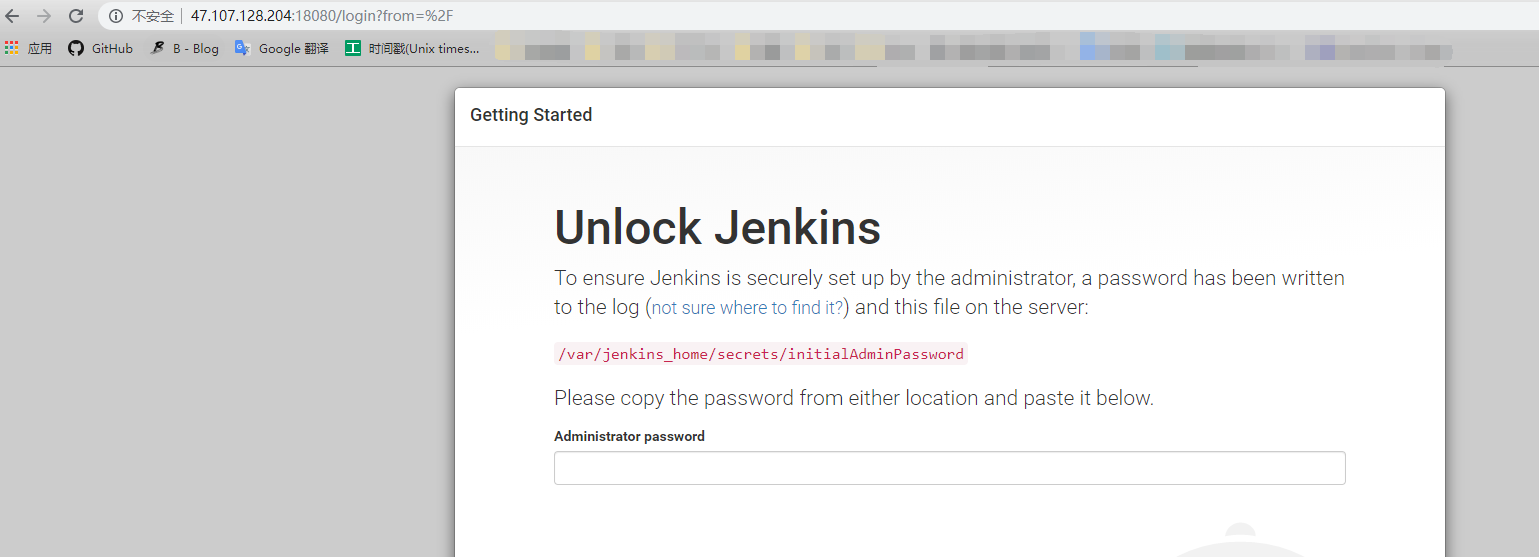 不安全 47.107.128.204:18080/login?from=%2F
应用 GitHub B - Blog Google 翻译 时间戳(Unix times...
Getting Started
Unlock Jenkins
To ensure Jenkins is securely set up by the administrator, a password has been written
to the log (not sure where to find it?) and this file on the server:
/var/jenkins_home/secrets/initialAdminPassword
Please copy the password from either location and paste it below.
Administrator password